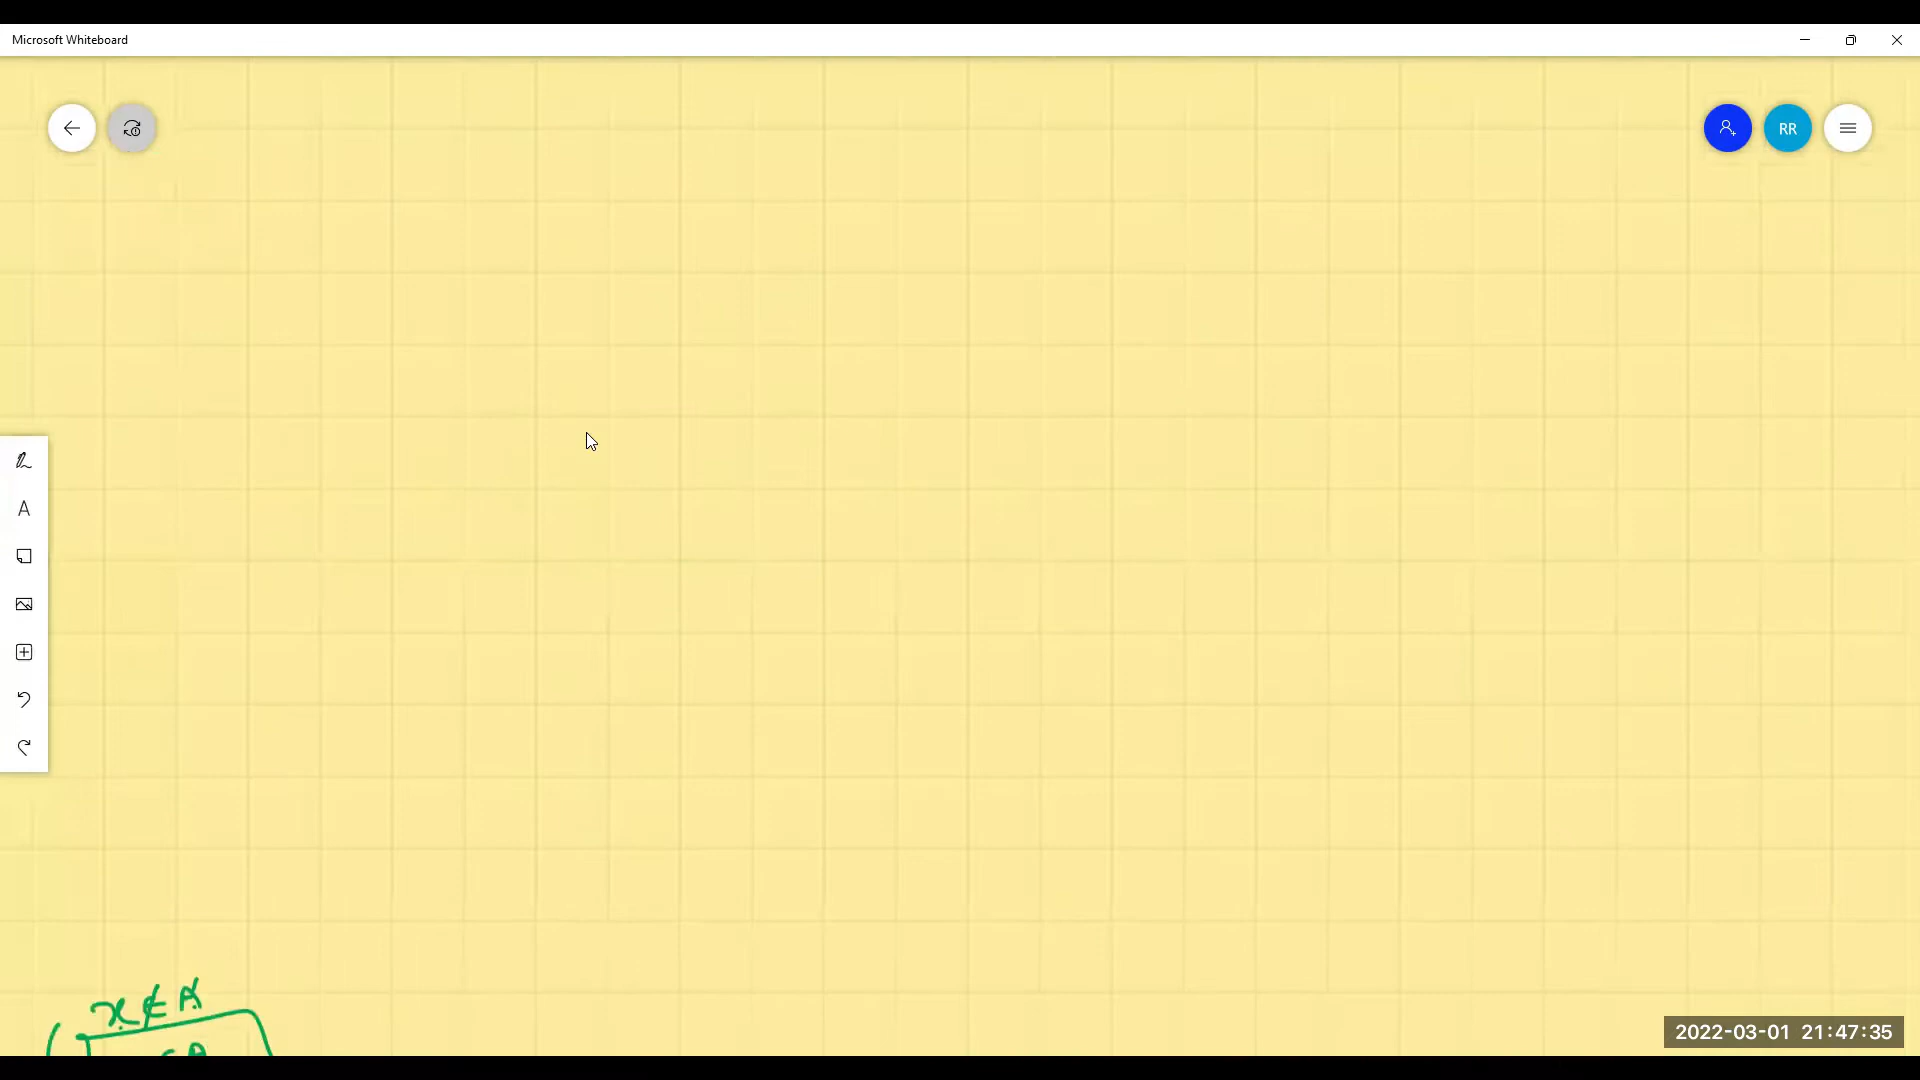 Microsoft Whiteboard
RR
A
x ∉ A
∈ A
2022-03-01 21:47:35